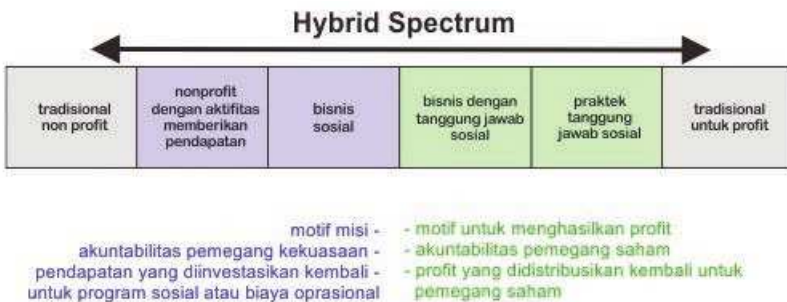 Hybrid Spectrum
tradisional
non profit
nonprofit
dengan aktifitas
memberikan
pendapatan
bisnis
sosial
bisnis dengan
tanggung jawab
sosial
praktek
tanggung
jawab sosial
tradisional
untuk profit
motif misi -
akuntabilitas pemegang kekuasaan -
pendapatan yang diinvestasikan kembali -
untuk program sosial atau biaya oprasional
- motif untuk menghasilkan profit
- akuntabilitas pemegang saham
- profit yang didistribusikan kembali untuk
pemegang saham